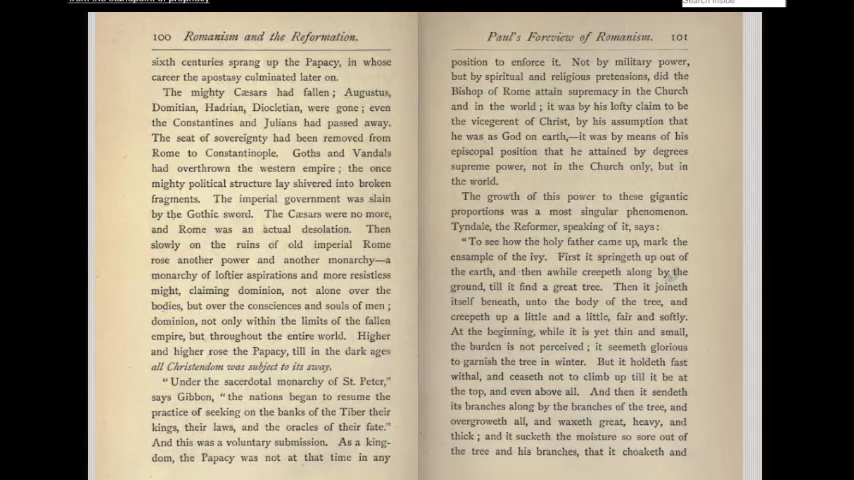 from the standpoint of prophecy
Search inside
100 Romanism and the Reformation.
sixth centuries sprang up the Papacy, in whose
career the apostasy culminated later on.
The mighty Cæsars had fallen; Augustus,
Domitian, Hadrian, Diocletian, were gone; even
the Constantines and Julians had passed away.
The seat of sovereignty had been removed from
Rome to Constantinople. Goths and Vandals
had overthrown the western empire; the once
mighty political structure lay shivered into broken
fragments. The imperial government was slain
by the Gothic sword. The Cæsars were no more,
and Rome was an actual desolation. Then
slowly on the ruins of old imperial Rome
rose another power and another monarchy—a
monarchy of loftier aspirations and more resistless
might, claiming dominion, not alone over the
bodies, but over the consciences and souls of men;
dominion, not only within the limits of the fallen
empire, but throughout the entire world. Higher
and higher rose the Papacy, till in the dark ages
all Christendom was subject to its sway.
"Under the sacerdotal monarchy of St. Peter,"
says Gibbon, "the nations began to resume the
practice of seeking on the banks of the Tiber their
kings, their laws, and the oracles of their fate."
And this was a voluntary submission. As a king-
dom, the Papacy was not at that time in any
Paul's Foreview of Romanism. 101
position to enforce it. Not by military power,
but by spiritual and religious pretensions, did the
Bishop of Rome attain supremacy in the Church
and in the world; it was by his lofty claim to be
the vicegerent of Christ, by his assumption that
he was as God on earth,—it was by means of his
episcopal position that he attained by degrees
supreme power, not in the Church only, but in
the world.
The growth of this power to these gigantic
proportions was a most singular phenomenon.
Tyndale, the Reformer, speaking of it, says:
"To see how the holy father came up, mark the
ensample of the ivy. First it springeth up out of
the earth, and then awhile creepeth along by the
ground, till it find a great tree. Then it joineth
itself beneath, unto the body of the tree, and
creepeth up a little and a little, fair and softly.
At the beginning, while it is yet thin and small,
the burden is not perceived; it seemeth glorious
to garnish the tree in winter. But it holdeth fast
withal, and ceaseth not to climb up till it be at
the top, and even above all. And then it sendeth
its branches along by the branches of the tree, and
overgroweth all, and waxeth great, heavy, and
thick; and it sucketh the moisture so sore out of
the tree and his branches, that it choaketh and